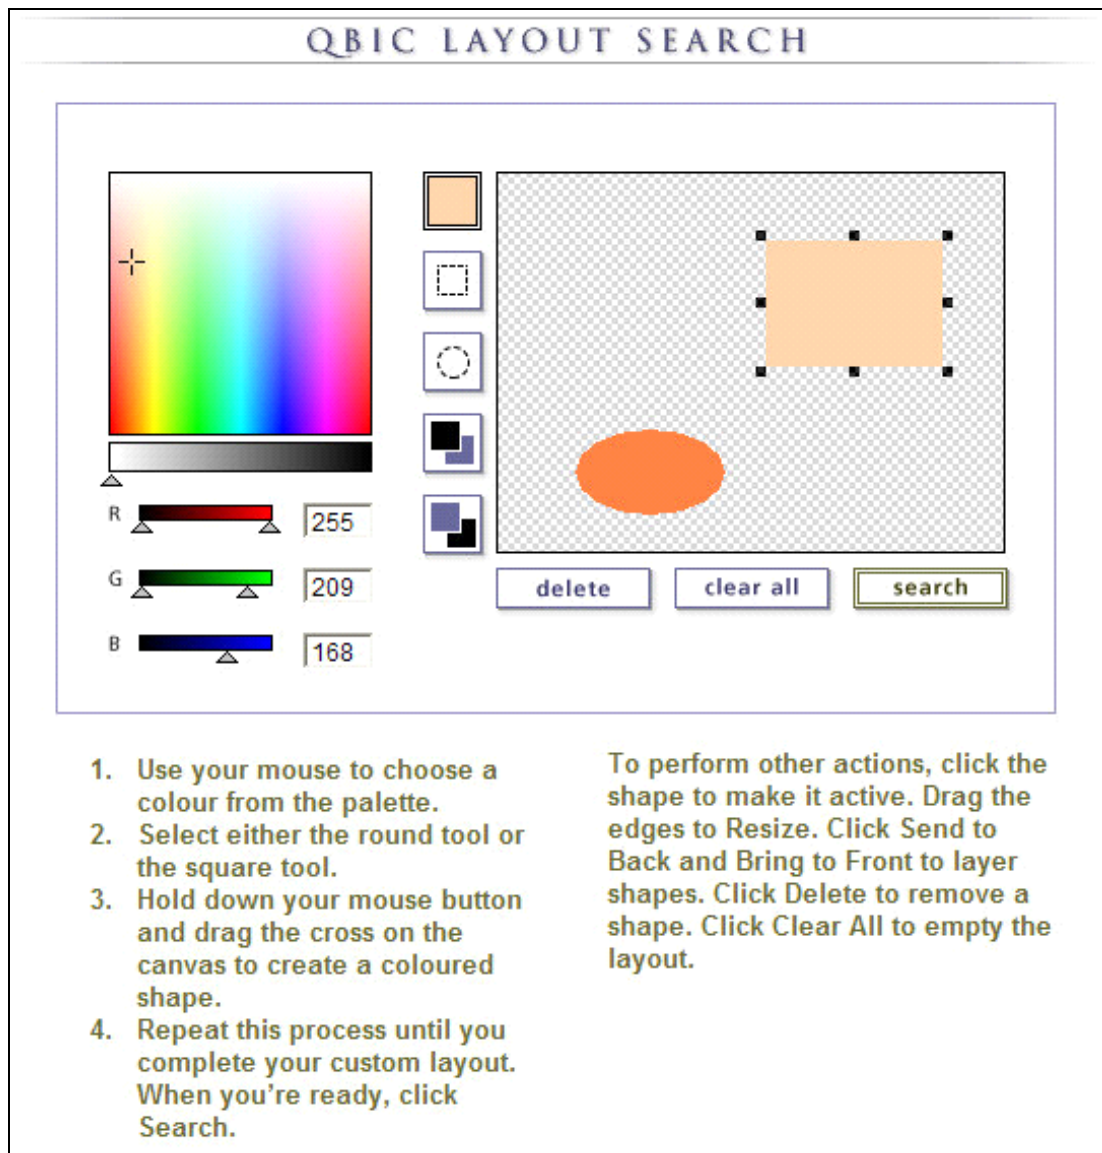 QBIC LAYOUT SEARCH
R 255
G 209
B 168
delete clear all search
1. Use your mouse to choose a
colour from the palette.
2. Select either the round tool or
the square tool.
3. Hold down your mouse button
and drag the cross on the
canvas to create a coloured
shape.
4. Repeat this process until you
complete your custom layout.
When you're ready, click
Search.
To perform other actions, click the
shape to make it active. Drag the
edges to Resize. Click Send to
Back and Bring to Front to layer
shapes. Click Delete to remove a
shape. Click Clear All to empty the
layout.